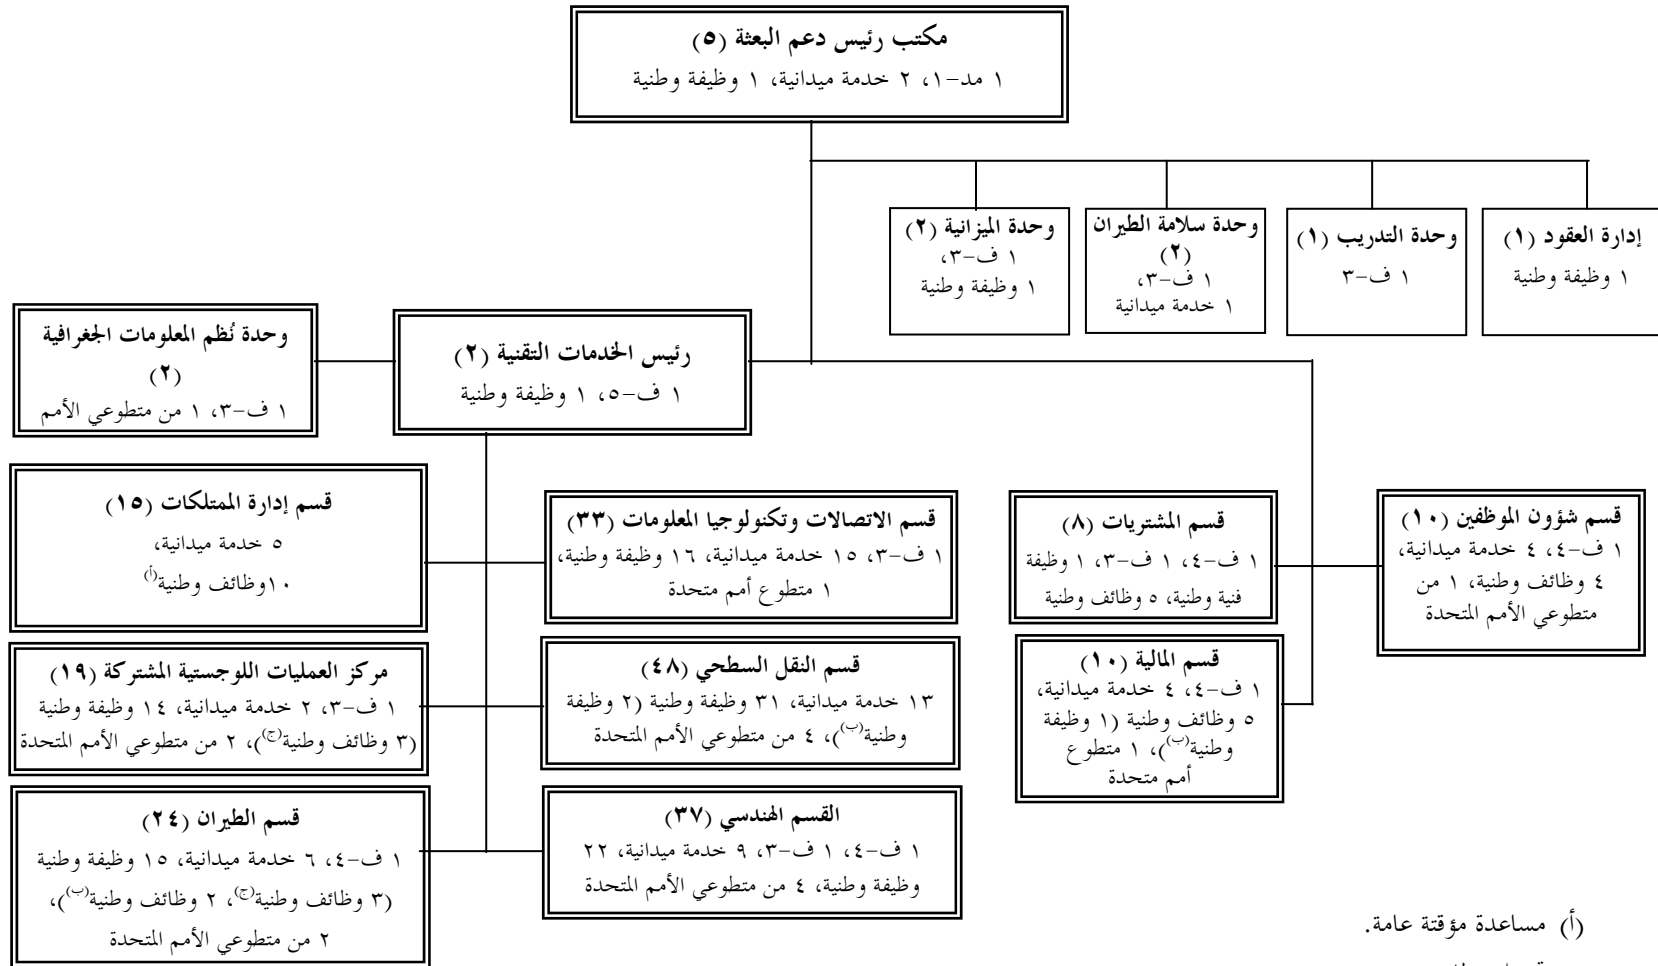 مكتب رئيس دعم البعثة (٥)
١ مد-١، ٢ خدمة ميدانية، ١ وظيفة وطنية
إدارة العقود (١)
١ وظيفة وطنية
وحدة التدريب (١)
١ ف-٣
وحدة سلامة الطيران
(٢)
١ ف-٣،
١ خدمة ميدانية
وحدة الميزانية (٢)
١ ف-٣،
١ وظيفة وطنية
رئيس الخدمات التقنية (٢)
١ ف-٥، ١ وظيفة وطنية
وحدة نُظم المعلومات الجغرافية
(٢)
١ ف-٣، ١ من متطوعي الأمم
قسم شؤون الموظفين (١٠)
١ ف-٤، ٤ خدمة ميدانية،
٤ وظائف وطنية، ١ من
متطوعي الأمم المتحدة
قسم المشتريات (٨)
١ ف-٤، ١ ف-٣، ١ وظيفة
فنية وطنية، ٥ وظائف وطنية
قسم الاتصالات وتكنولوجيا المعلومات (٣٣)
١ ف-٣، ١٥ خدمة ميدانية، ١٦ وظيفة وطنية،
١ متطوع أمم متحدة
قسم إدارة الممتلكات (١٥)
٥ خدمة ميدانية،
١٠وظائف وطنية(أ)
قسم المالية (١٠)
١ ف-٤، ٤ خدمة ميدانية،
٥ وظائف وطنية (١ وظيفة
وطنية(ب))، ١ متطوع
أمم متحدة
قسم النقل السطحي (٤٨)
١٣ خدمة ميدانية، ٣١ وظيفة وطنية (٢ وظيفة
وطنية(ب))، ٤ من متطوعي الأمم المتحدة
مركز العمليات اللوجستية المشتركة (١٩)
١ ف-٣، ٢ خدمة ميدانية، ١٤ وظيفة وطنية
(٣ وظائف وطنية(ج))، ٢ من متطوعي الأمم المتحدة
القسم الهندسي (٣٧)
١ ف-٤، ١ ف-٣، ٩ خدمة ميدانية، ٢٢
وظيفة وطنية، ٤ من متطوعي الأمم المتحدة
قسم الطيران (٢٤)
١ ف-٤، ٦ خدمة ميدانية، ١٥ وظيفة وطنية
(٣ وظائف وطنية(ج)، ٢ وظائف وطنية(ب))،
٢ من متطوعي الأمم المتحدة
(أ) مساعدة مؤقتة عامة.